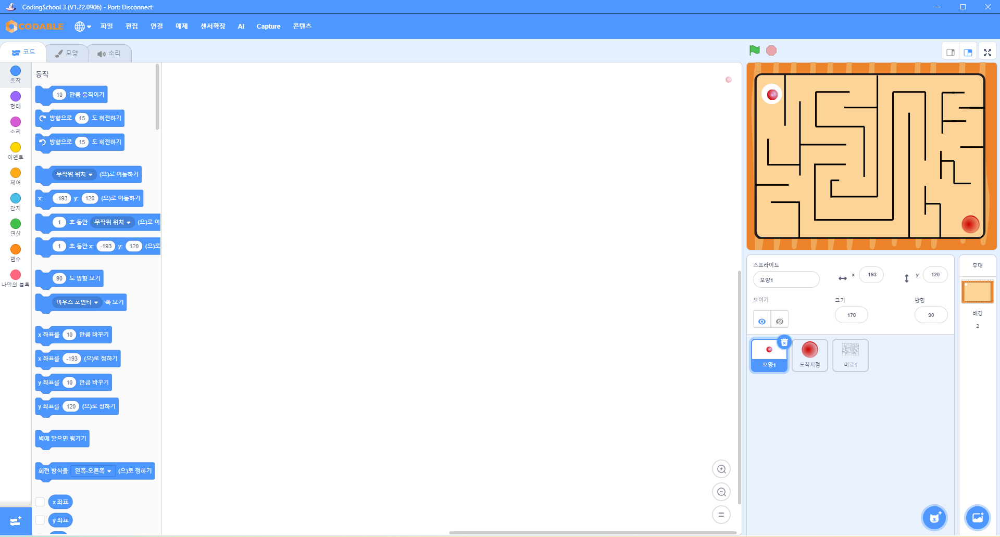 CodingSchool 3 (V1.22.0906) - Port: Disconnect
CODABLE 파일 편집 연결 예제 센서확장 AI Capture 콘텐츠
코드 모양 소리
동작
형태
소리
이벤트
제어
감지
연산
변수
나만의 블록
동작
10 만큼 움직이기
방향으로 15 도 회전하기
방향으로 15 도 회전하기
무작위 위치 (으)로 이동하기
x: -193 y: 120 (으)로 이동하기
1 초 동안 무작위 위치 (으)로 이
1 초 동안 x: -193 y: 120 (으)로
90 도 방향 보기
마우스 포인터 쪽 보기
x 좌표를 10 만큼 바꾸기
x 좌표를 -193 (으)로 정하기
y 좌표를 10 만큼 바꾸기
y 좌표를 120 (으)로 정하기
벽에 닿으면 튕기기
회전 방식을 왼쪽-오른쪽 (으)로 정하기
x 좌표
y 좌표
스프라이트
모양1 x -193 y 120
보이기 크기 방향
170 90
모양1 도착지점 미로1
무대
배경
2